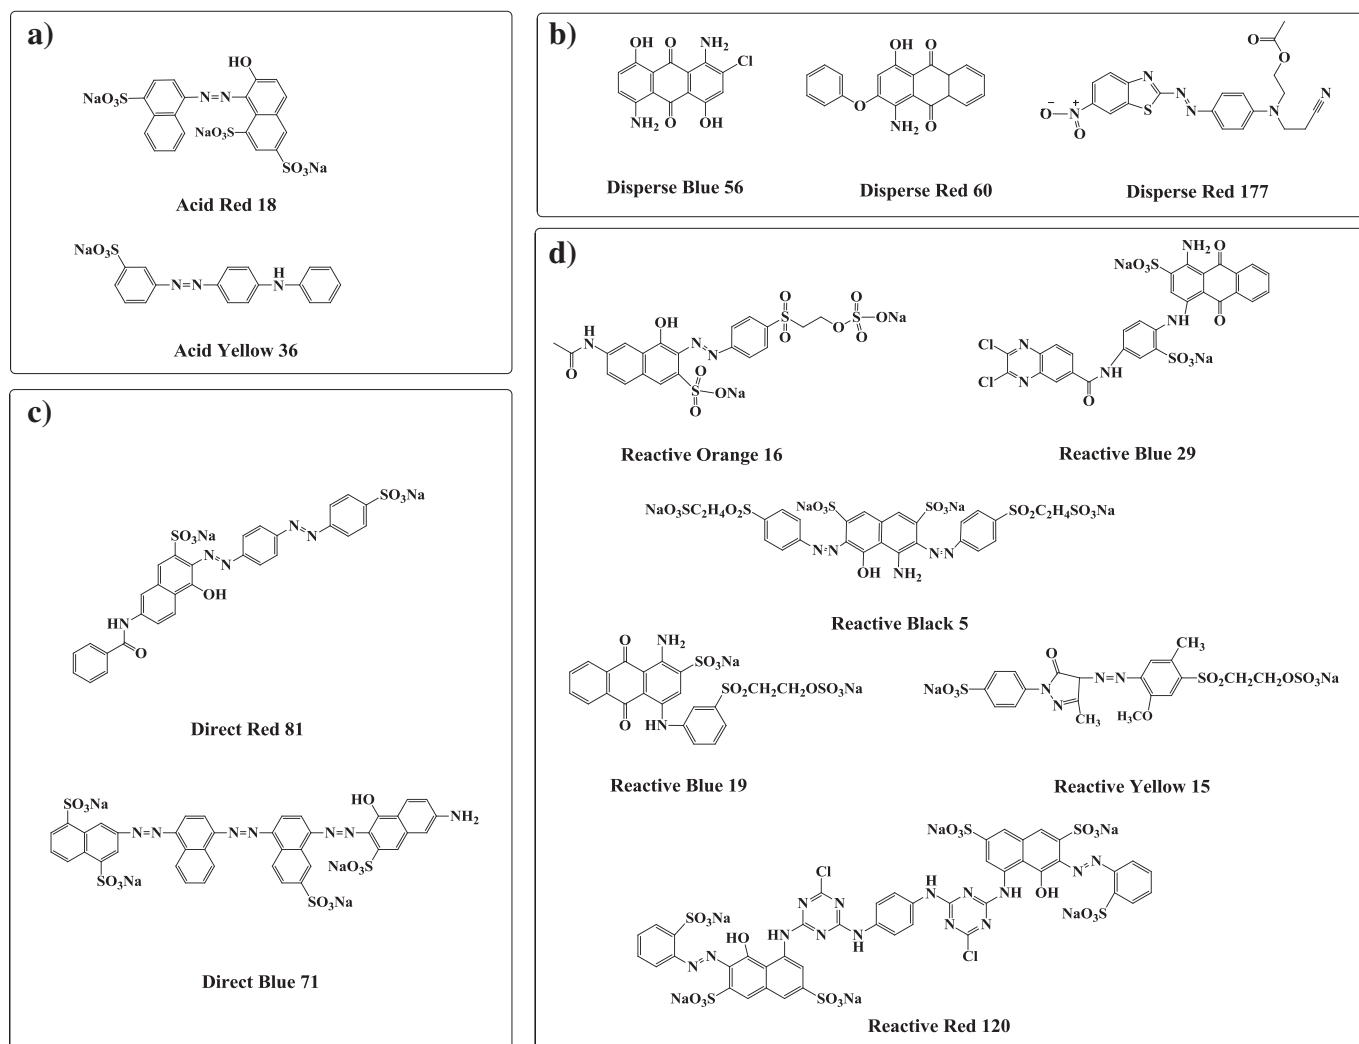 a)
HO
SO₃Na
N=N
NaO₃S
NaO₃S
SO₃Na
Acid Red 18
NaO₃S
H
N=N
N
Acid Yellow 36
b)
OH O NH₂
Cl
NH₂ O OH
Disperse Blue 56
OH O
O
NH₂ O
Disperse Red 60
O
O
N
N
S
N
N
N
O⁻ N⁺
O
Disperse Red 177
c)
SO₃Na
N=N
SO₃Na
N=N
OH
HN
O
Direct Red 81
SO₃Na
HO
NH₂
N=N
N=N
N=N
NaO₃S
SO₃Na
SO₃Na
Direct Blue 71
d)
O
S
O
O
O
S ONa
O
H
N
OH
N=N
O
O
S ONa
O
Reactive Orange 16
NH₂ O
NaO₃S
O
NH
Cl N
Cl N
SO₃Na
NH
O
Reactive Blue 29
NaO₃SC₂H₄O₂S
NaO₃S
SO₃Na
SO₂C₂H₄SO₃Na
N=N
N=N
OH NH₂
Reactive Black 5
O NH₂
SO₃Na
SO₂CH₂CH₂OSO₃Na
O HN
Reactive Blue 19
CH₃
O
N=N
SO₂CH₂CH₂OSO₃Na
NaO₃S
N
N
CH₃
H₃CO
Reactive Yellow 15
NaO₃S
SO₃Na
N=N
NH OH
NaO₃S
Cl
H
N
N N
N
N
N N
N
Cl
SO₃Na
HO HN
N
H
N=N
NaO₃S
SO₃Na
Reactive Red 120